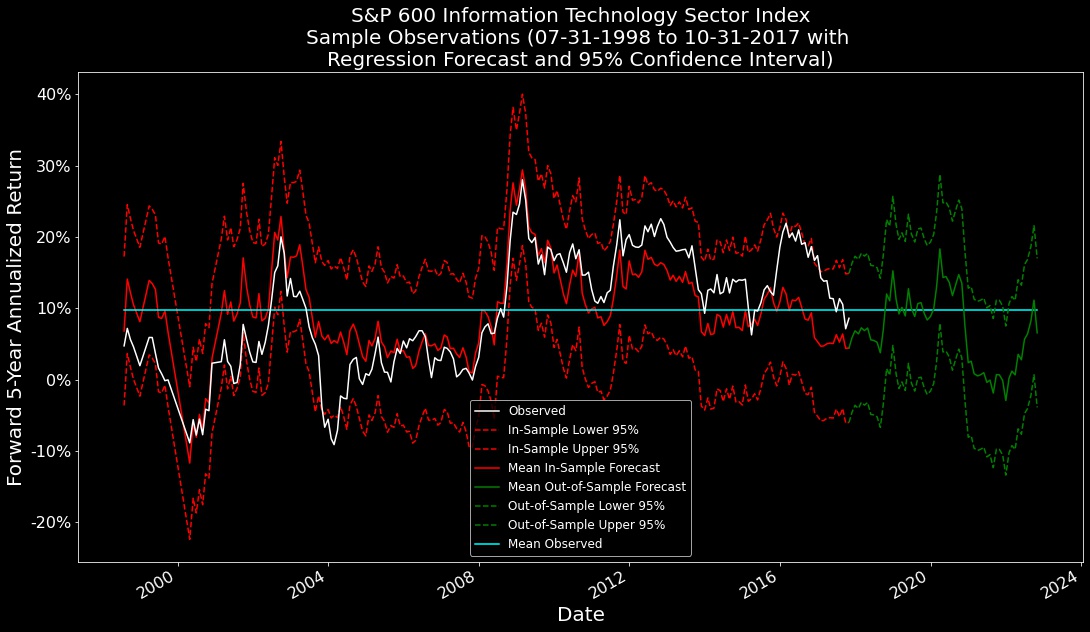 S&P 600 Information Technology Sector Index
Sample Observations (07-31-1998 to 10-31-2017 with
Regression Forecast and 95% Confidence Interval)
Forward 5-Year Annualized Return
40%
30%
20%
10%
0%
-10%
-20%
Observed
In-Sample Lower 95%
In-Sample Upper 95%
Mean In-Sample Forecast
Mean Out-of-Sample Forecast
Out-of-Sample Lower 95%
Out-of-Sample Upper 95%
Mean Observed
2000
2004
2008
2012
2016
2020
2024
Date